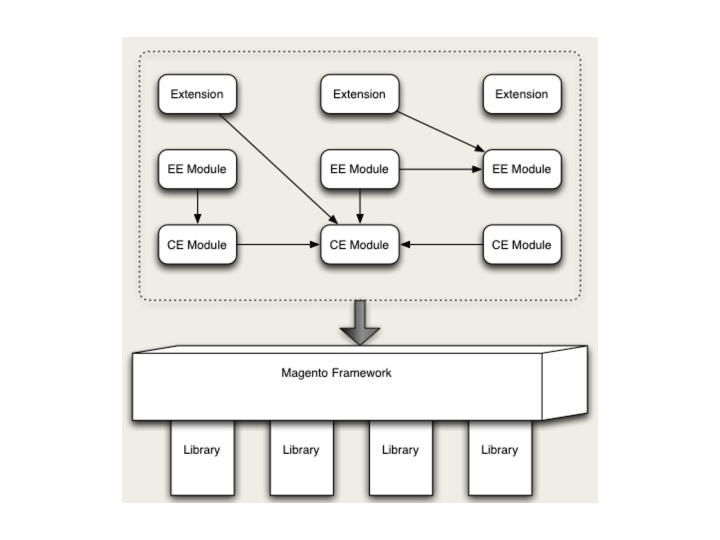 Extension
Extension
Extension
EE Module
EE Module
EE Module
CE Module
CE Module
CE Module
Magento Framework
Library
Library
Library
Library